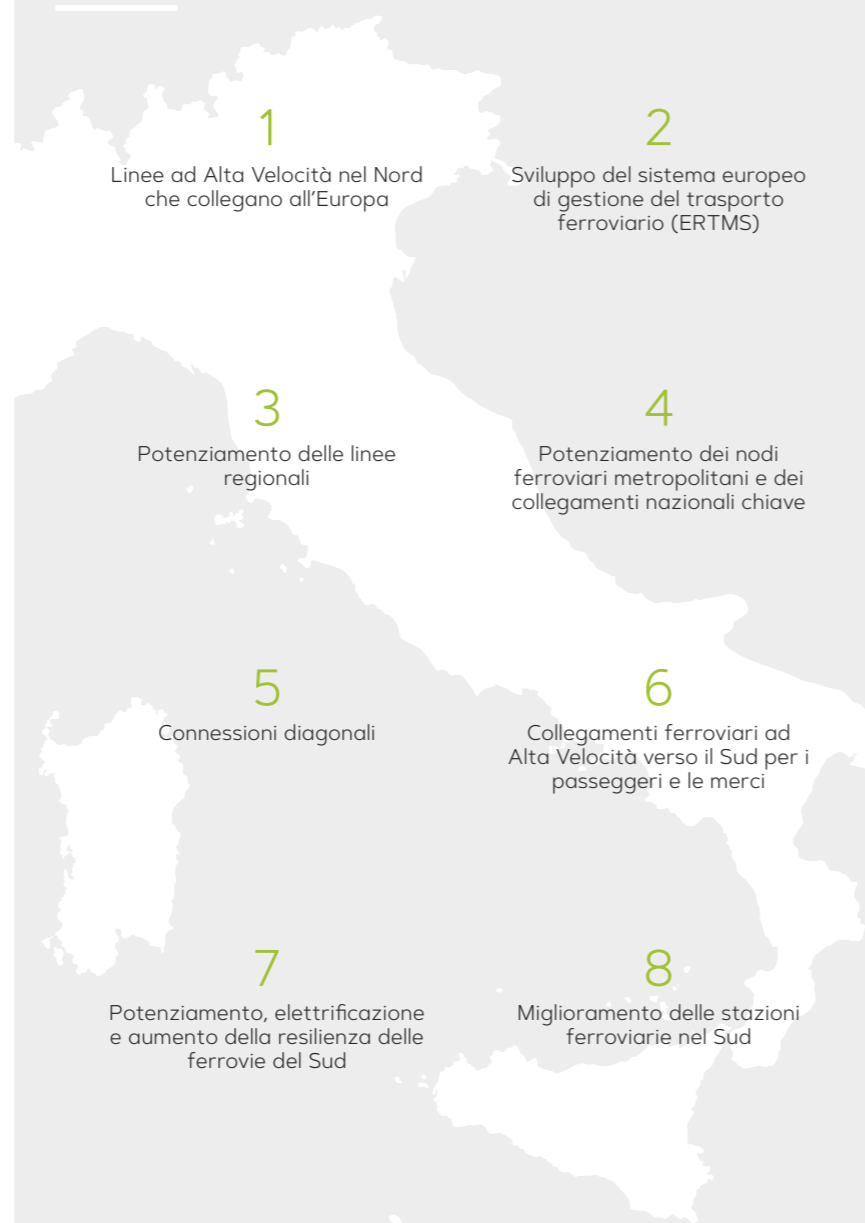 1
Linee ad Alta Velocità nel Nord
che collegano all’Europa
2
Sviluppo del sistema europeo
di gestione del trasporto
ferroviario (ERTMS)
3
Potenziamento delle linee
regionali
4
Potenziamento dei nodi
ferroviari metropolitani e dei
collegamenti nazionali chiave
5
Connessioni diagonali
6
Collegamenti ferroviari ad
Alta Velocità verso il Sud per i
passeggeri e le merci
7
Potenziamento, elettrificazione
e aumento della resilienza delle
ferrovie del Sud
8
Miglioramento delle stazioni
ferroviarie nel Sud